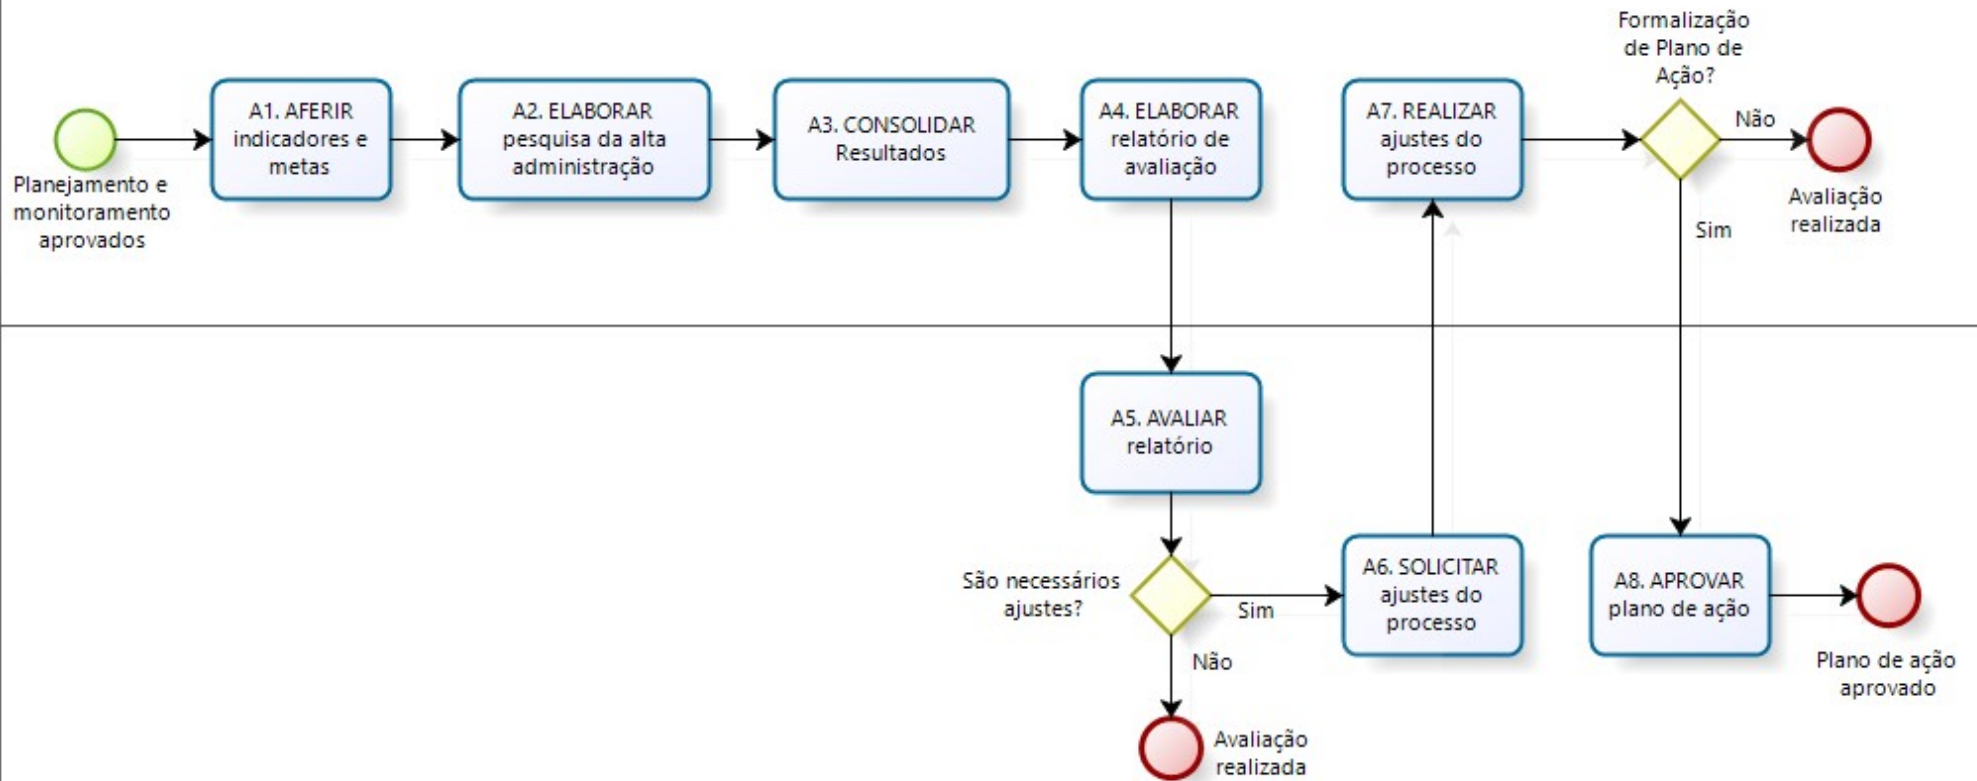 Planejamento e
monitoramento
aprovados
A1. AFERIR
indicadores e
metas
A2. ELABORAR
pesquisa da alta
administração
A3. CONSOLIDAR
Resultados
A4. ELABORAR
relatório de
avaliação
A7. REALIZAR
ajustes do
processo
Formalização
de Plano de
Ação?
Não
Avaliação
realizada
Sim
A5. AVALIAR
relatório
São necessários
ajustes?
Sim
Não
A6. SOLICITAR
ajustes do
processo
A8. APROVAR
plano de ação
Plano de ação
aprovado
Avaliação
realizada